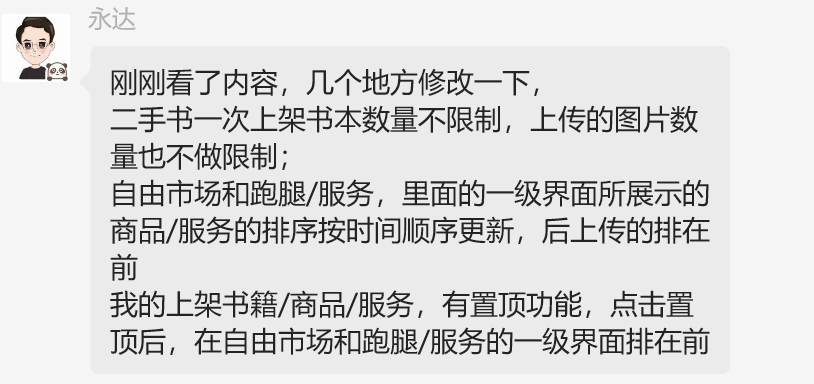 永达
刚刚看了内容，几个地方修改一下，
二手书一次上架书本数量不限制，上传的图片数
量也不做限制；
自由市场和跑腿/服务，里面的一级界面所展示的
商品/服务的排序按时间顺序更新，后上传的排在
前
我的上架书籍/商品/服务，有置顶功能，点击置
顶后，在自由市场和跑腿/服务的一级界面排在前